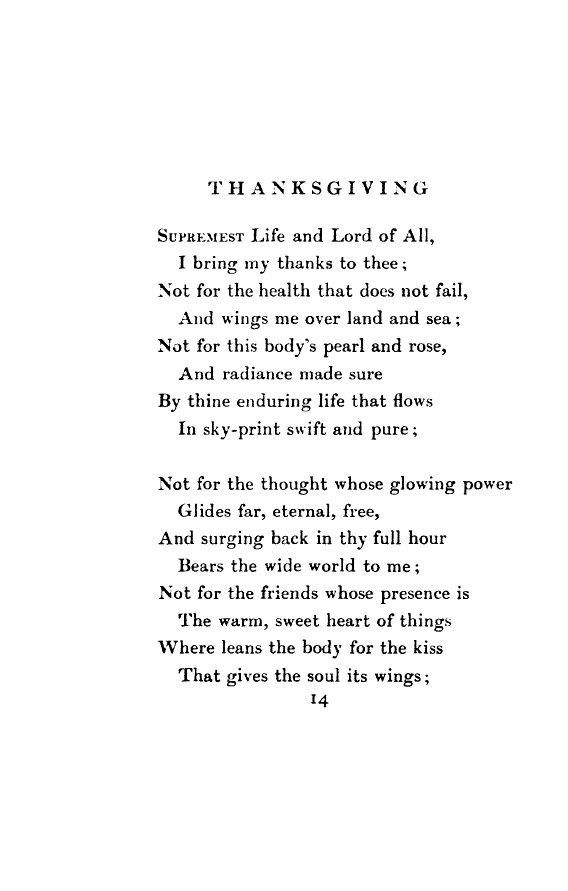 THANKSGIVING
SUPREMEST Life and Lord of All,
I bring my thanks to thee;
Not for the health that does not fail,
And wings me over land and sea;
Not for this body's pearl and rose,
And radiance made sure
By thine enduring life that flows
In sky-print swift and pure;

Not for the thought whose glowing power
Glides far, eternal, free,
And surging back in thy full hour
Bears the wide world to me;
Not for the friends whose presence is
The warm, sweet heart of things
Where leans the body for the kiss
That gives the soul its wings;
14